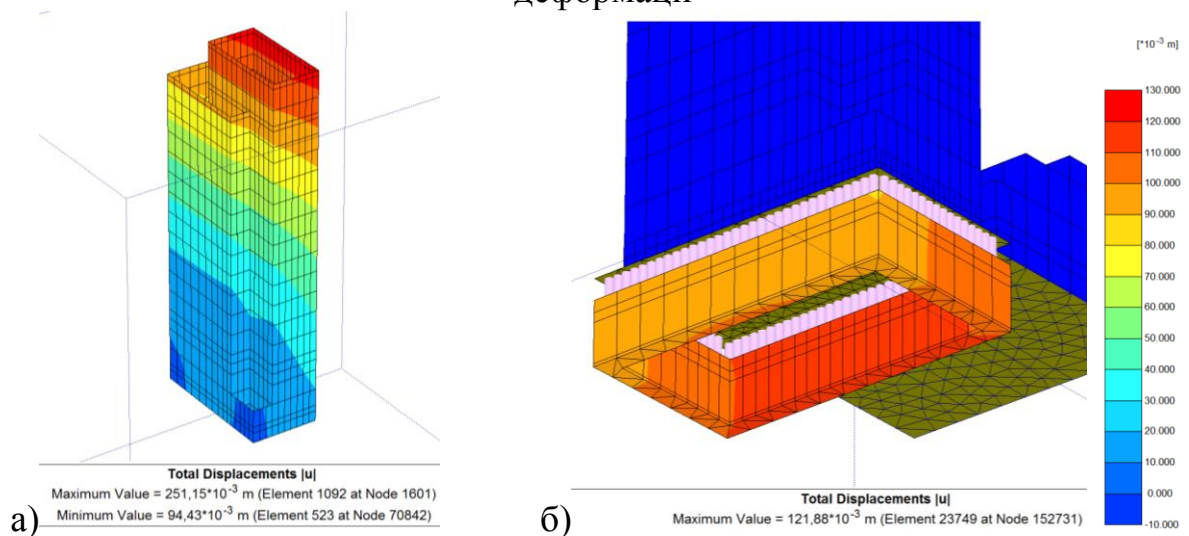 деформації
Total Displacements |u|
Maximum Value = 251,15*10⁻³ m (Element 1092 at Node 1601)
Minimum Value = 94,43*10⁻³ m (Element 523 at Node 70842)
а)
Total Displacements |u|
Maximum Value = 121,88*10⁻³ m (Element 23749 at Node 152731)
б)
[*10⁻³ m]
130.000
120.000
110.000
100.000
90.000
80.000
70.000
60.000
50.000
40.000
30.000
20.000
10.000
0.000
-10.000